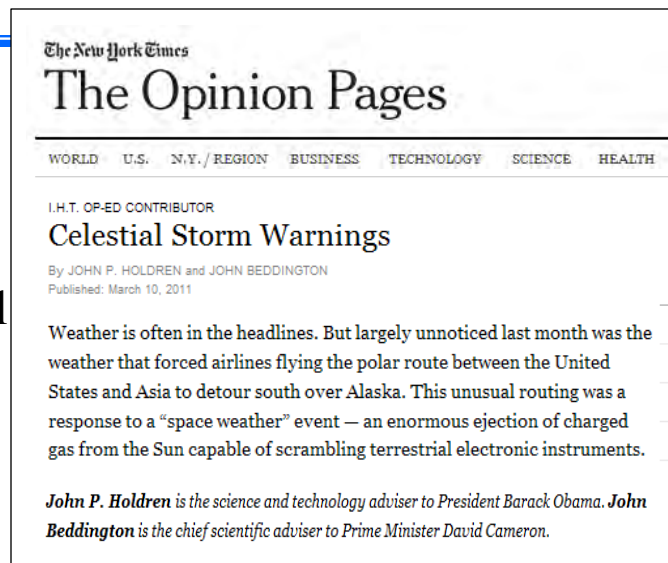 The New York Times
The Opinion Pages
WORLD U.S. N.Y. / REGION BUSINESS TECHNOLOGY SCIENCE HEALTH
I.H.T. OP-ED CONTRIBUTOR
Celestial Storm Warnings
By JOHN P. HOLDREN and JOHN BEDDINGTON
Published: March 10, 2011
Weather is often in the headlines. But largely unnoticed last month was the
weather that forced airlines flying the polar route between the United
States and Asia to detour south over Alaska. This unusual routing was a
response to a “space weather” event — an enormous ejection of charged
gas from the Sun capable of scrambling terrestrial electronic instruments.
John P. Holdren is the science and technology adviser to President Barack Obama. John
Beddington is the chief scientific adviser to Prime Minister David Cameron.